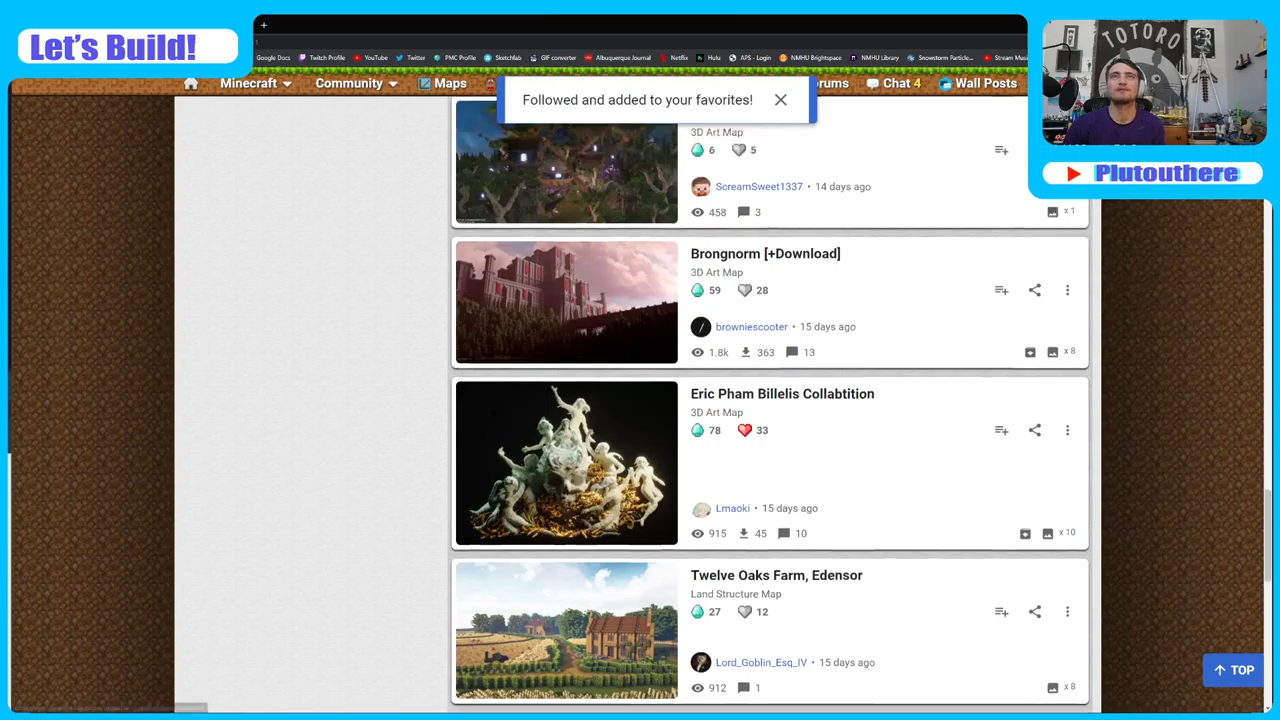 Let's Build!
+
Google Docs Twitch Profile YouTube Twitter PMC Profile Sketchfab GIF converter Albuquerque Journal Netflix Hulu APS - Login NMHU Brightspace NMHU Library Snowstorm Particle... Stream Musi
TOTORO
Plutouthere
Minecraft Community Maps orums Chat 4 Wall Posts
Followed and added to your favorites!
3D Art Map
6 5
ScreamSweet1337 • 14 days ago
458 3 x 1
Brongnorm [+Download]
3D Art Map
59 28
browniescooter • 15 days ago
1.8k 363 13 x 8
Eric Pham Billelis Collabtition
3D Art Map
78 33
Lmaoki • 15 days ago
915 45 10 x 10
Twelve Oaks Farm, Edensor
Land Structure Map
27 12
Lord_Goblin_Esq_IV • 15 days ago
912 1 x 8
TOP